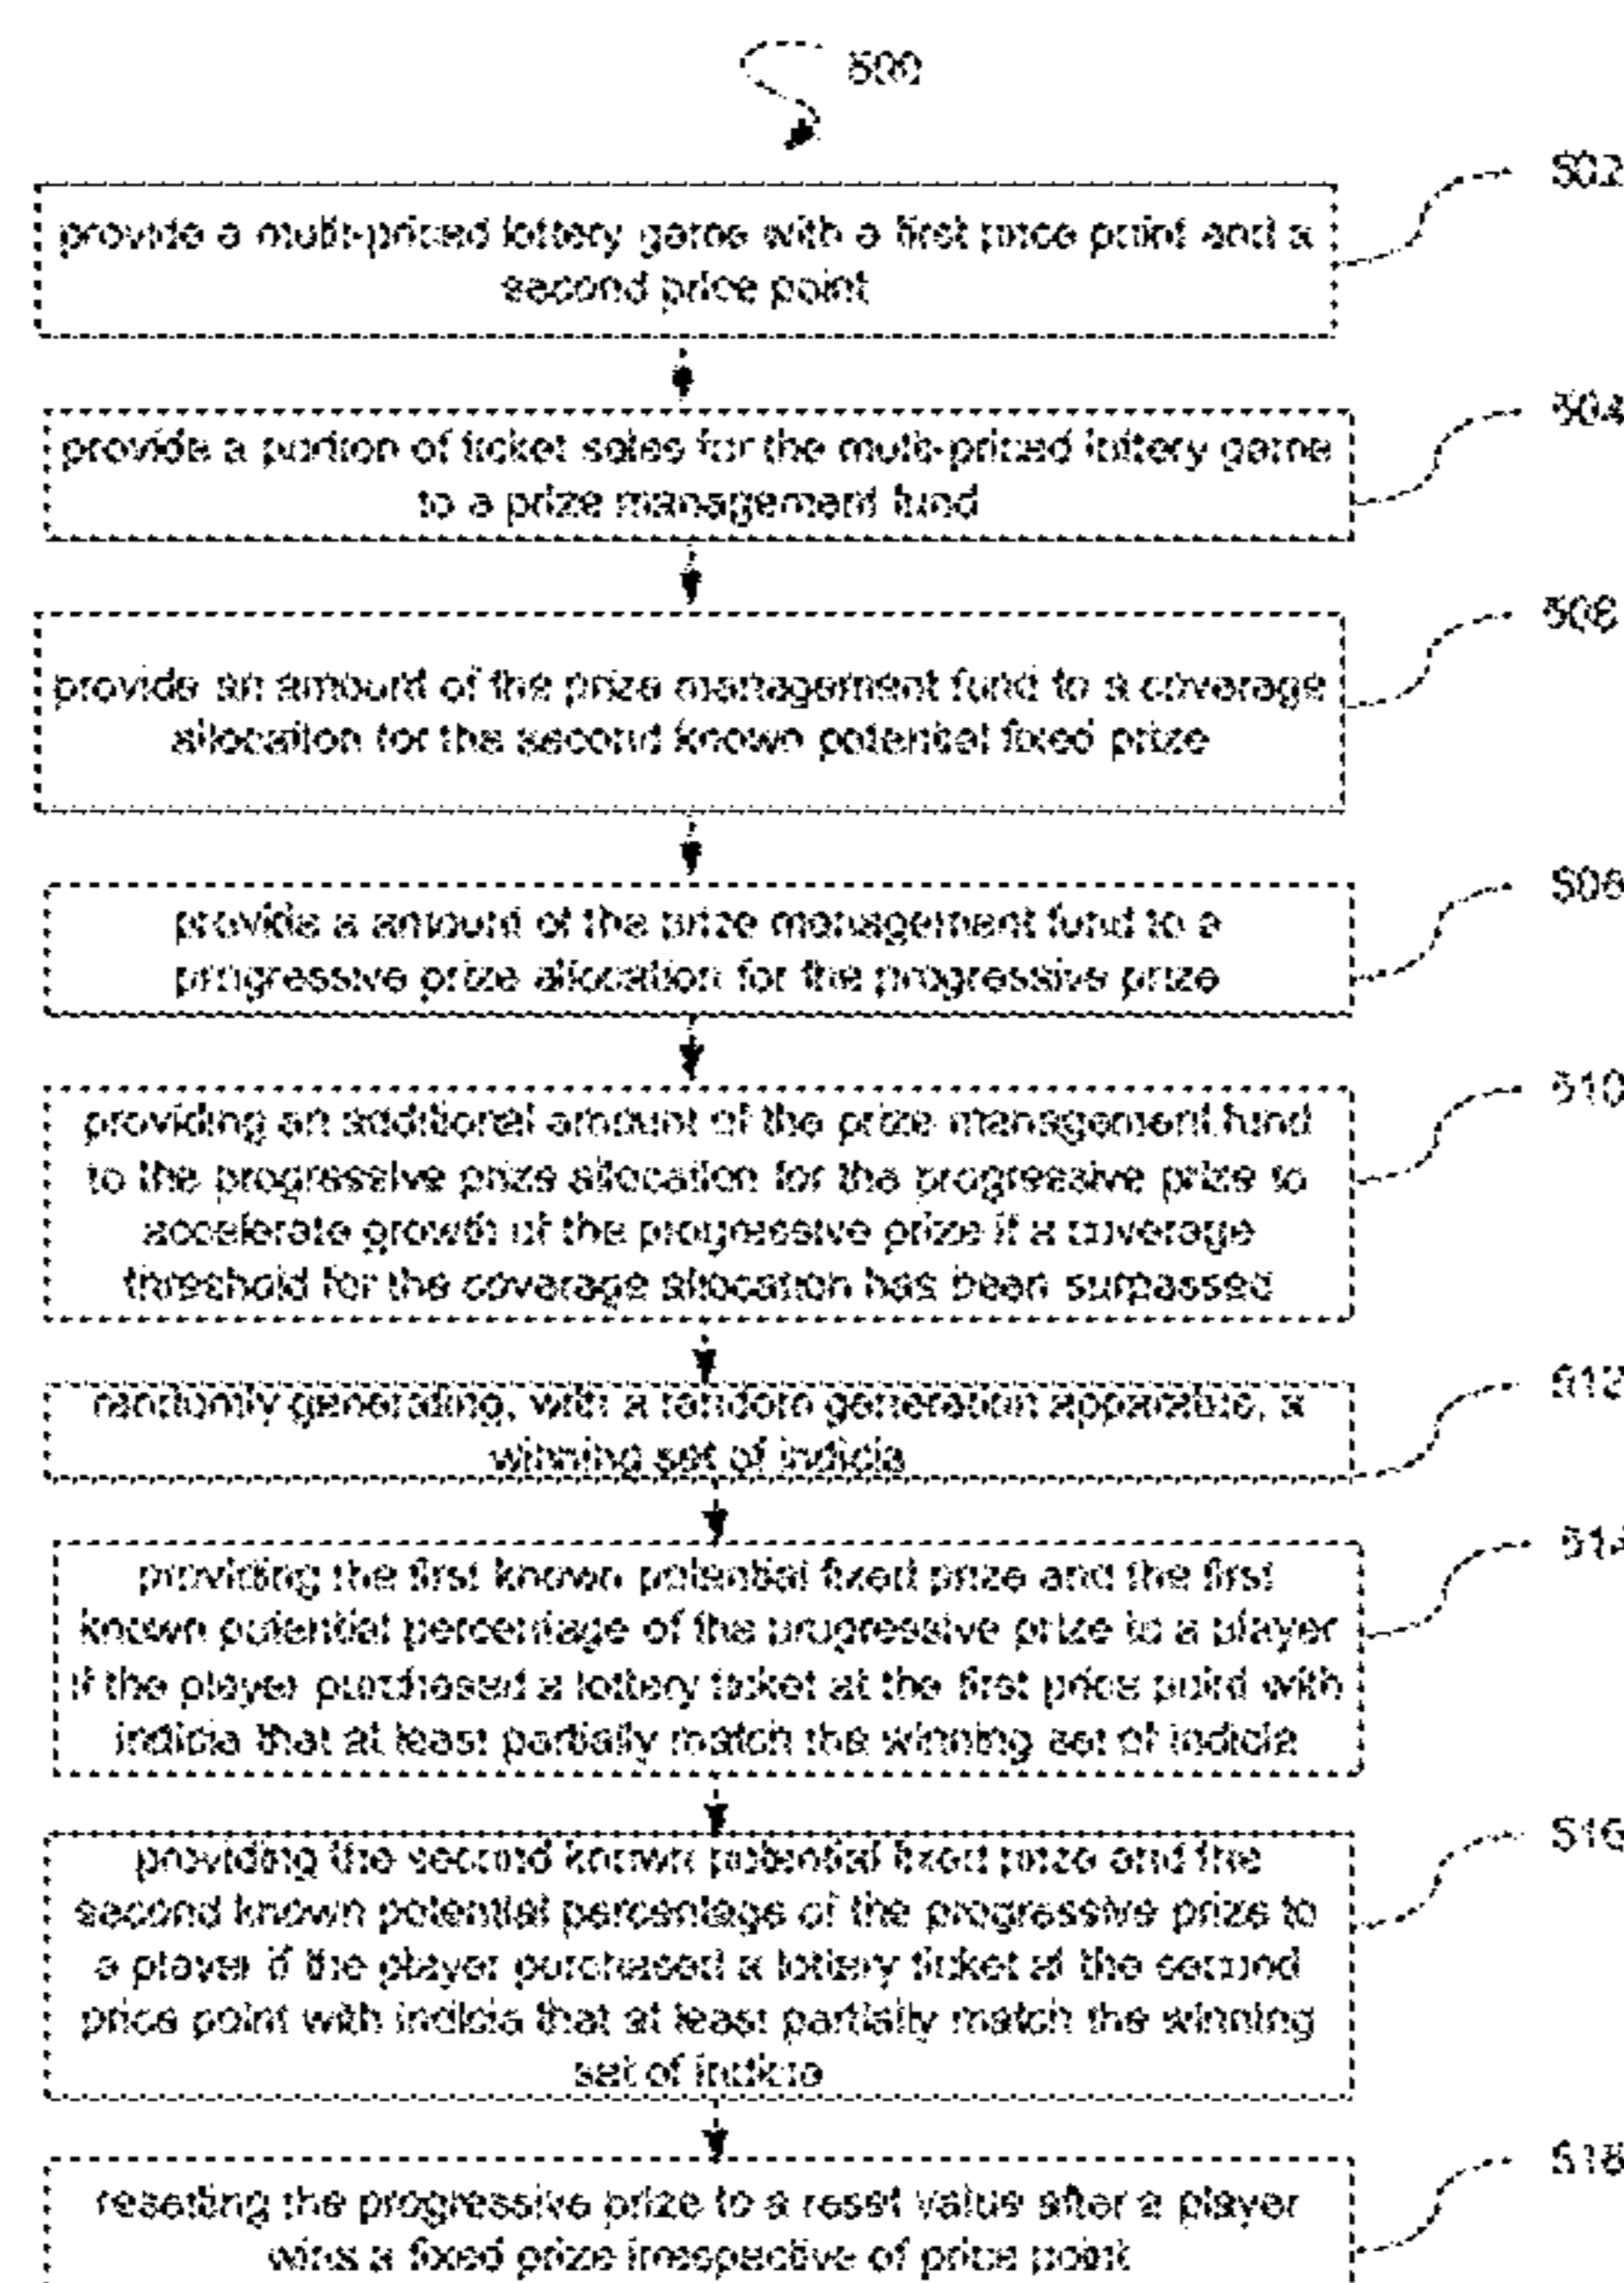 500
502
provide a multi-priced lottery game with a first price point and a
second price point
504
provide a portion of ticket sales for the multi-priced lottery game
to a prize management fund
506
provide an amount of the prize management fund to a coverage
allocation for the second known potential fixed prize
508
provide a amount of the prize management fund to a
progressive prize allocation for the progressive prize
510
providing an additional amount of the prize management fund
to the progressive prize allocation for the progressive prize to
accelerate growth of the progressive prize if a coverage
threshold for the coverage allocation has been surpassed
512
randomly generating, with a random generation apparatus, a
winning set of indicia
514
providing the first known potential fixed prize and the first
known potential percentage of the progressive prize to a player
if the player purchased a lottery ticket at the first price point with
indicia that at least partially match the winning set of indicia
516
providing the second known potential fixed prize and the
second known potential percentage of the progressive prize to
a player if the player purchased a lottery ticket at the second
price point with indicia that at least partially match the winning
set of indicia
518
resetting the progressive prize to a reset value after a player
wins a fixed prize irrespective of price point